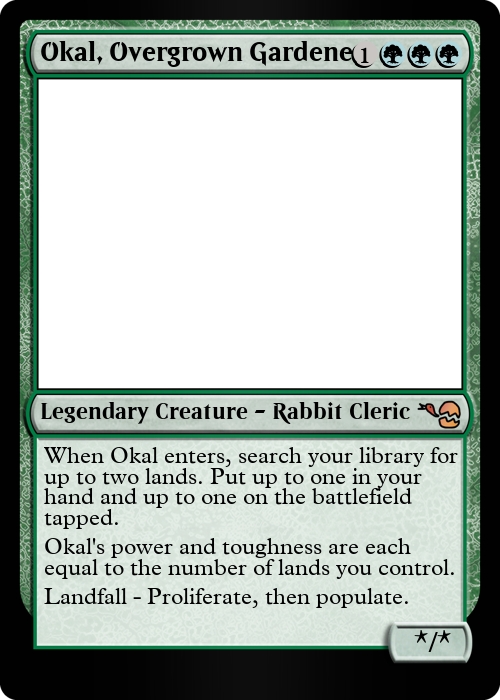 Okal, Overgrown Gardene 1
Legendary Creature - Rabbit Cleric
When Okal enters, search your library for
up to two lands. Put up to one in your
hand and up to one on the battlefield
tapped.
Okal's power and toughness are each
equal to the number of lands you control.
Landfall - Proliferate, then populate.
*/*